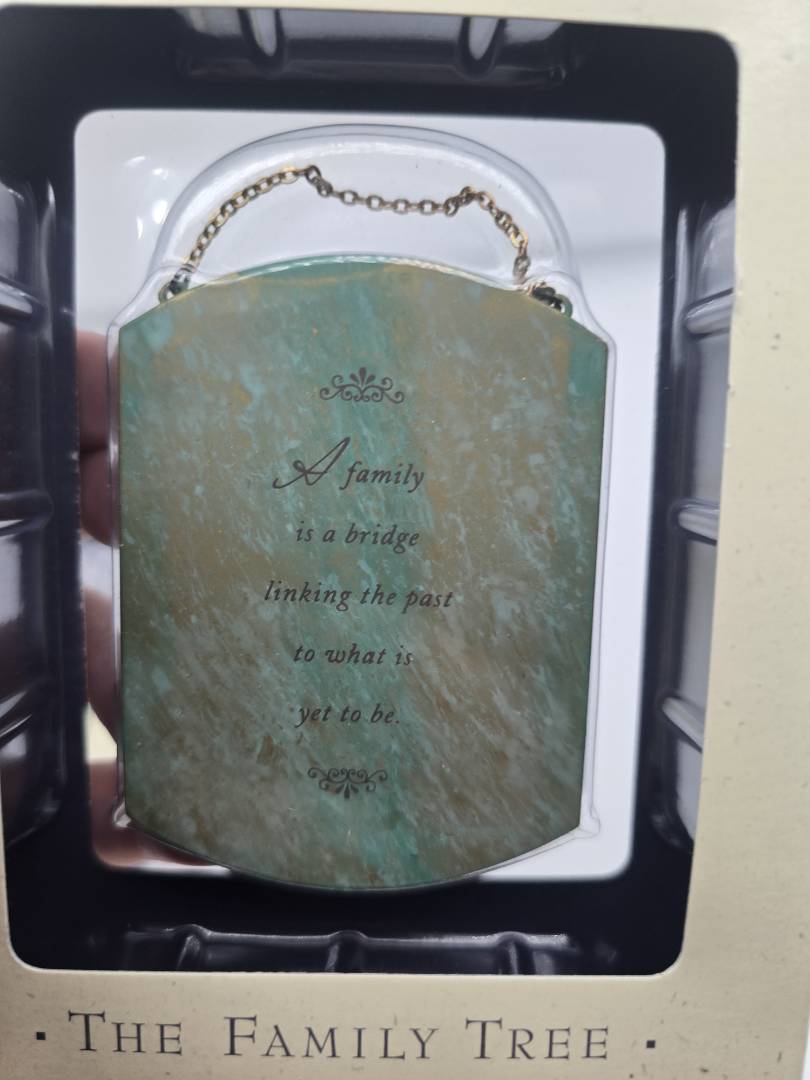 A family
is a bridge
linking the past
to what is
yet to be.
· THE FAMILY TREE ·